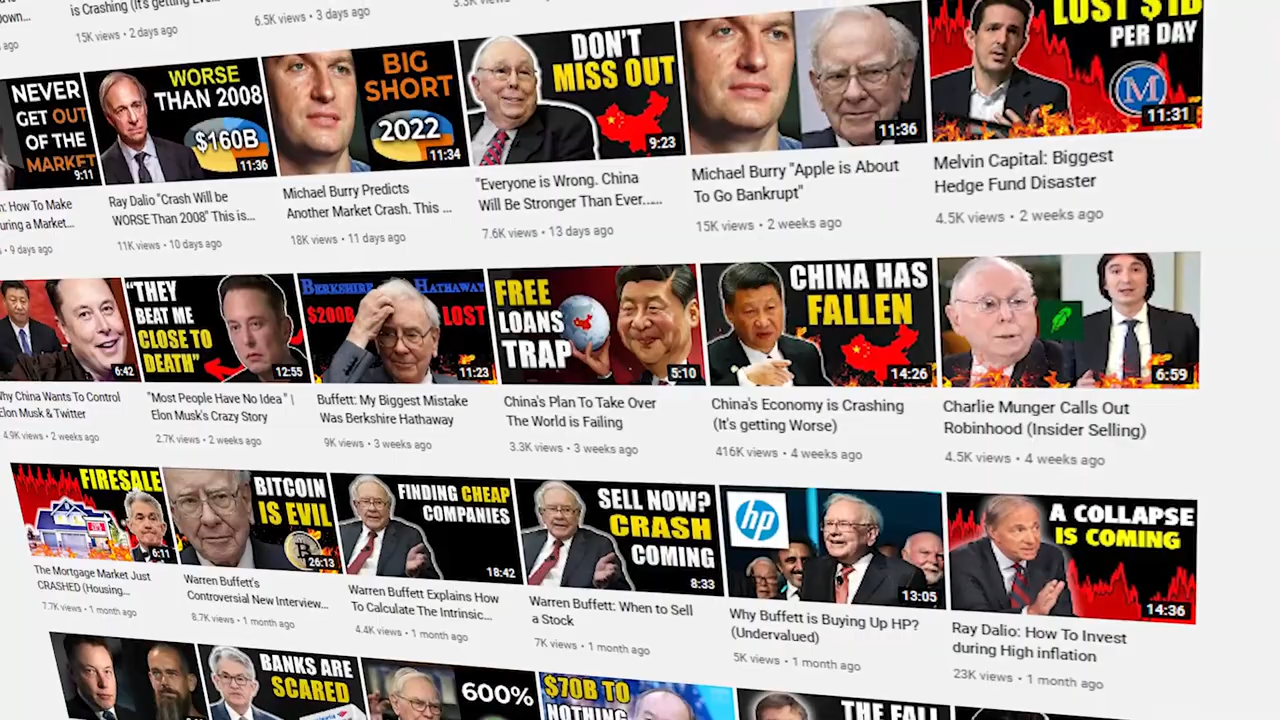 is Crashing (It's getting
ago
15K views • 2 days ago
6.5K views • 3 days ago
LOST $1B
PER DAY
M
11:31
NEVER
GET OUT
OF THE
MARKET
9:11
WORSE
THAN 2008
$160B
11:36
BIG
SHORT
2022
11:34
DON'T
MISS OUT
9:23
11:36
How To Make
Market...
• 9 days ago
Ray Dalio "Crash Will be
WORSE Than 2008" This is...
11K views • 10 days ago
Michael Burry Predicts
Another Market Crash. This ...
18K views • 11 days ago
"Everyone is Wrong. China
Will Be Stronger Than Ever......
7.6K views • 13 days ago
Michael Burry "Apple is About
To Go Bankrupt"
15K views • 2 weeks ago
Melvin Capital: Biggest
Hedge Fund Disaster
4.5K views • 2 weeks ago
6:42
"THEY
BEAT ME
CLOSE TO
DEATH"
12:55
BERKSHIRE HATHAWAY
$200B LOST
11:23
FREE
LOANS
TRAP
5:10
CHINA HAS
FALLEN
14:26
6:59
Why China Wants To Control
Elon Musk & Twitter
4.9K views • 2 weeks ago
"Most People Have No Idea" |
Elon Musk's Crazy Story
2.7K views • 2 weeks ago
Buffett: My Biggest Mistake
Was Berkshire Hathaway
9K views • 3 weeks ago
China's Plan To Take Over
The World is Failing
3.3K views • 3 weeks ago
China's Economy is Crashing
(It's getting Worse)
416K views • 4 weeks ago
Charlie Munger Calls Out
Robinhood (Insider Selling)
4.5K views • 4 weeks ago
FIRESALE
6:11
BITCOIN
IS EVIL
26:13
FINDING CHEAP
COMPANIES
18:42
SELL NOW?
CRASH
COMING
8:33
hp
13:05
A COLLAPSE
IS COMING
14:36
The Mortgage Market Just
CRASHED (Housing...
7.7K views • 1 month ago
Warren Buffett's
Controversial New Interview...
8.7K views • 1 month ago
Warren Buffett Explains How
To Calculate The Intrinsic...
4.4K views • 1 month ago
Warren Buffett: When to Sell
a Stock
7K views • 1 month ago
Why Buffett is Buying Up HP?
(Undervalued)
5K views • 1 month ago
Ray Dalio: How To Invest
during High inflation
23K views • 1 month ago
BANKS ARE
SCARED
600%
$70B TO
NOTHING
THE FALL